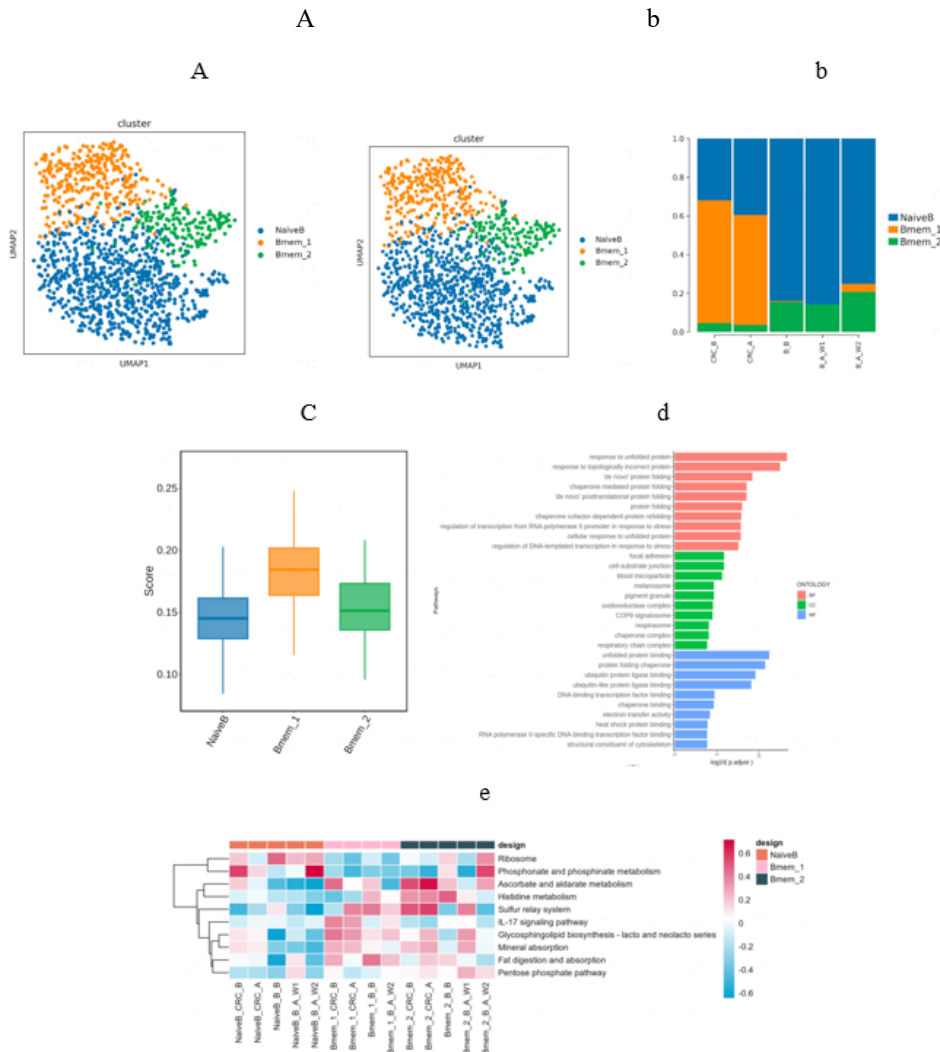 A b
A b
cluster
UMAP2
UMAP1
NaiveB
Bmem_1
Bmem_2
cluster
UMAP2
UMAP1
NaiveB
Bmem_1
Bmem_2
1.0
0.8
0.6
0.4
0.2
0.0
CRC_B
CRC_A
B_B
B_A_W1
B_A_W2
NaiveB
Bmem_1
Bmem_2
C d
Score
0.25
0.20
0.15
0.10
NaiveB
Bmem_1
Bmem_2
Pathways
response to unfolded protein
response to topologically incorrect protein
'de novo' protein folding
chaperone-mediated protein folding
'de novo' posttranslational protein folding
protein folding
chaperone cofactor-dependent protein refolding
regulation of transcription from RNA polymerase II promoter in response to stress
cellular response to unfolded protein
regulation of DNA-templated transcription in response to stress
focal adhesion
cell-substrate junction
blood microparticle
melanosome
pigment granule
oxidoreductase complex
COP9 signalosome
respirasome
chaperone complex
respiratory chain complex
unfolded protein binding
protein folding chaperone
ubiquitin protein ligase binding
ubiquitin-like protein ligase binding
DNA-binding transcription factor binding
chaperone binding
electron transfer activity
heat shock protein binding
RNA polymerase II-specific DNA-binding transcription factor binding
structural constituent of cytoskeleton
-log10( p.adjust )
ONTOLOGY
BP
CC
MF
e
design
Ribosome
Phosphonate and phosphinate metabolism
Ascorbate and aldarate metabolism
Histidine metabolism
Sulfur relay system
IL-17 signaling pathway
Glycosphingolipid biosynthesis - lacto and neolacto series
Mineral absorption
Fat digestion and absorption
Pentose phosphate pathway
NaiveB_CRC_B
NaiveB_CRC_A
NaiveB_B_B
NaiveB_B_A_W1
NaiveB_B_A_W2
Bmem_1_CRC_B
Bmem_1_CRC_A
Bmem_1_B_B
Bmem_1_B_A_W2
Bmem_2_CRC_B
Bmem_2_CRC_A
Bmem_2_B_B
Bmem_2_B_A_W1
Bmem_2_B_A_W2
0.6
0.4
0.2
0
-0.2
-0.4
-0.6
design
NaiveB
Bmem_1
Bmem_2